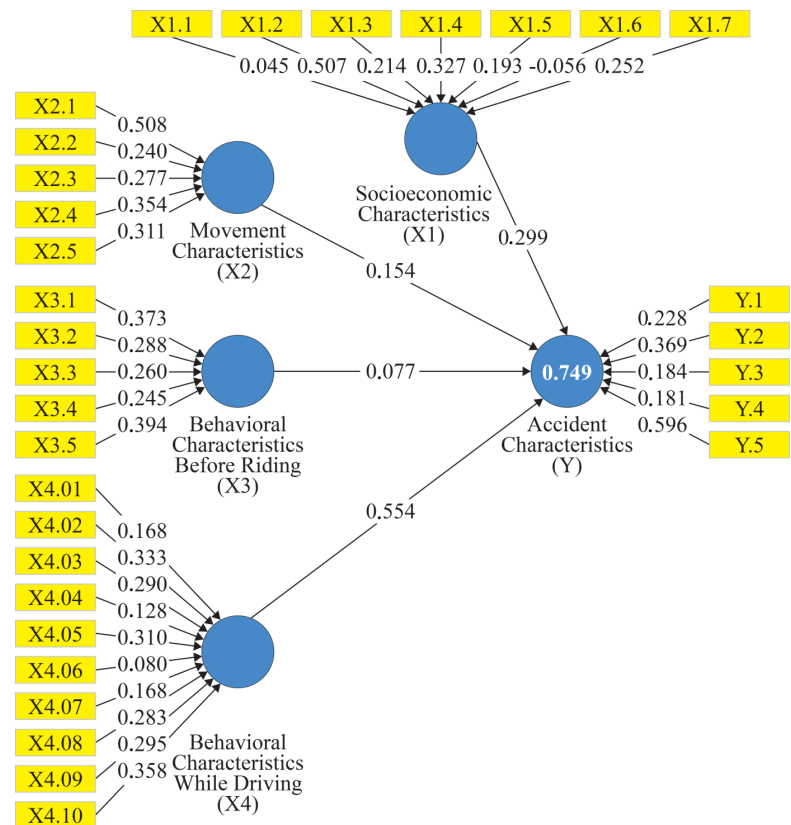 X1.1 X1.2 X1.3 X1.4 X1.5 X1.6 X1.7
0.045 0.507 0.214 0.327 0.193 -0.056 0.252
Socioeconomic
Characteristics
(X1)
X2.1
X2.2
X2.3
X2.4
X2.5
0.508
0.240
0.277
0.354
0.311
Movement
Characteristics
(X2)
0.299
0.154
X3.1
X3.2
X3.3
X3.4
X3.5
0.373
0.288
0.260
0.245
0.394
Behavioral
Characteristics
Before Riding
(X3)
0.077
0.749
Accident
Characteristics
(Y)
0.228
0.369
0.184
0.181
0.596
Y.1
Y.2
Y.3
Y.4
Y.5
X4.01
X4.02
X4.03
X4.04
X4.05
X4.06
X4.07
X4.08
X4.09
X4.10
0.168
0.333
0.290
0.128
0.310
0.080
0.168
0.283
0.295
0.358
0.554
Behavioral
Characteristics
While Driving
(X4)